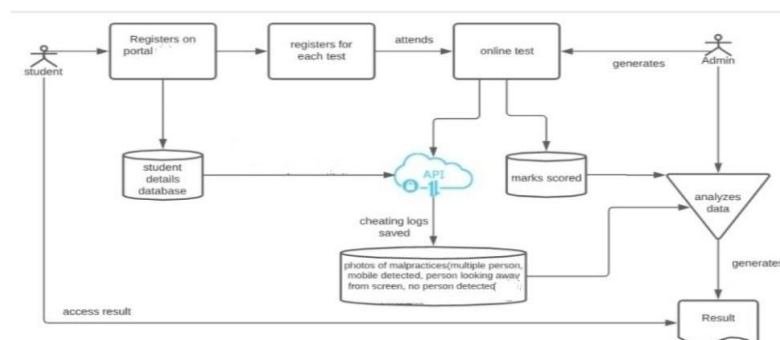 student
Registers on
portal
registers for
each test
attends
online test
generates
Admin
student
details
database
API
marks scored
analyzes
data
cheating logs
saved
photos of malpractices(multiple person,
mobile detected, person looking away
from screen, no person detected
generates
access result
Result